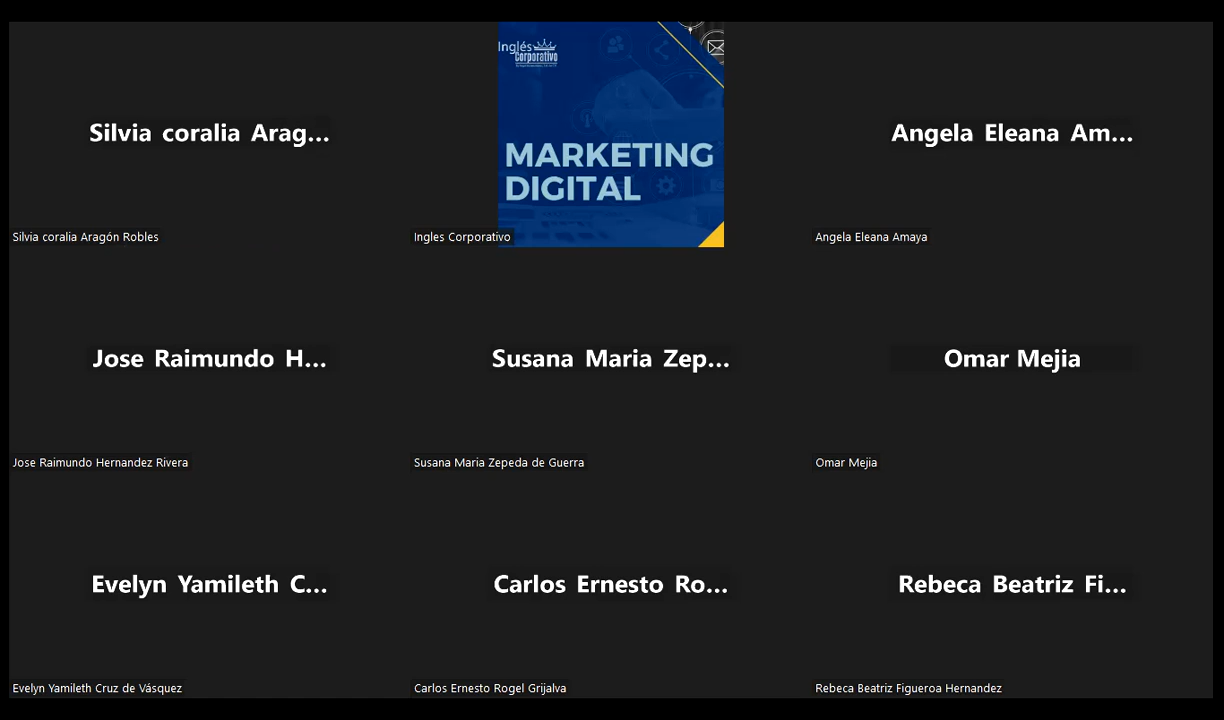 Silvia coralia Arag...
Silvia coralia Aragón Robles
Inglés
Corporativo
MARKETING
DIGITAL
Ingles Corporativo
Angela Eleana Am...
Angela Eleana Amaya
Jose Raimundo H...
Jose Raimundo Hernandez Rivera
Susana Maria Zep...
Susana Maria Zepeda de Guerra
Omar Mejia
Omar Mejia
Evelyn Yamileth C...
Evelyn Yamileth Cruz de Vásquez
Carlos Ernesto Ro...
Carlos Ernesto Rogel Grijalva
Rebeca Beatriz Fi...
Rebeca Beatriz Figueroa Hernandez